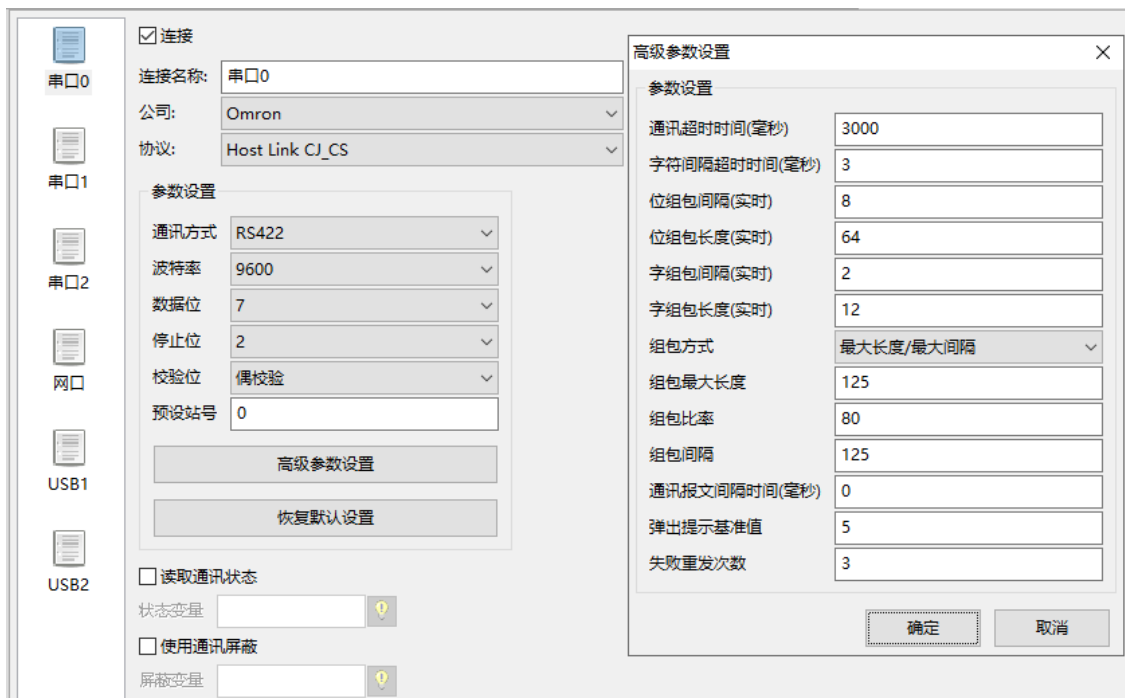 串口0
串口1
串口2
网口
USB1
USB2
连接
连接名称: 串口0
公司: Omron
协议: Host Link CJ_CS
参数设置
通讯方式 RS422
波特率 9600
数据位 7
停止位 2
校验位 偶校验
预设站号 0
高级参数设置
恢复默认设置
读取通讯状态
状态变量
使用通讯屏蔽
屏蔽变量
高级参数设置
参数设置
通讯超时时间(毫秒) 3000
字符间隔超时时间(毫秒) 3
位组包间隔(实时) 8
位组包长度(实时) 64
字组包间隔(实时) 2
字组包长度(实时) 12
组包方式 最大长度/最大间隔
组包最大长度 125
组包比率 80
组包间隔 125
通讯报文间隔时间(毫秒) 0
弹出提示基准值 5
失败重发次数 3
确定 取消